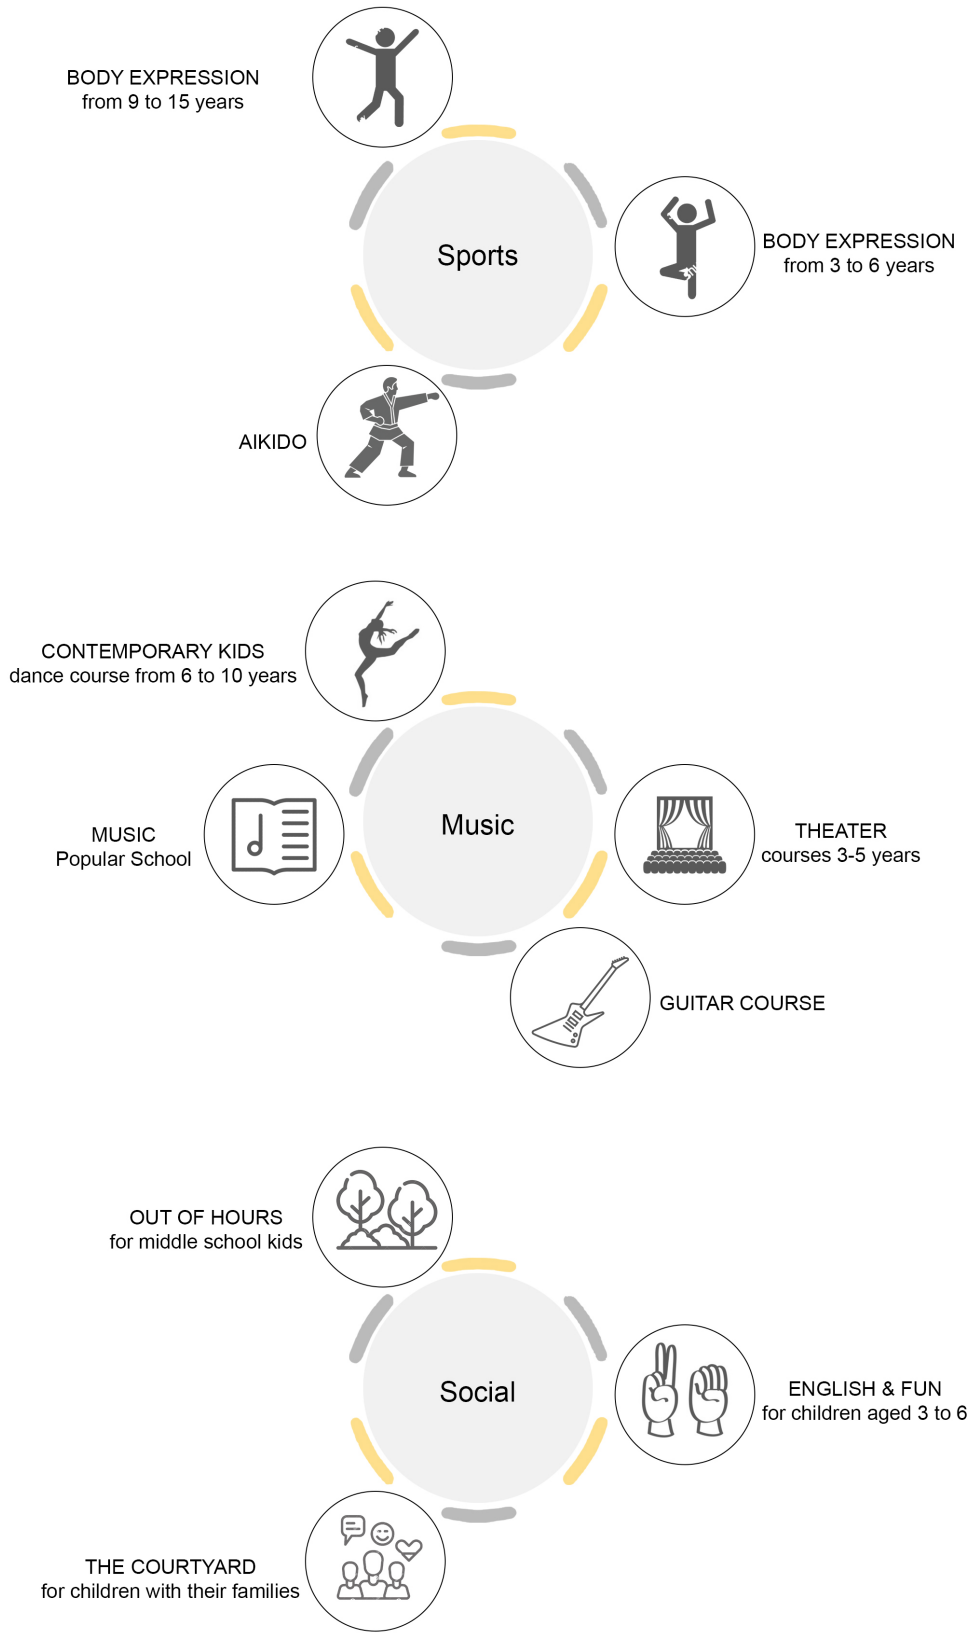 BODY EXPRESSION
from 9 to 15 years
Sports
BODY EXPRESSION
from 3 to 6 years
AIKIDO
CONTEMPORARY KIDS
dance course from 6 to 10 years
MUSIC
Popular School
Music
THEATER
courses 3-5 years
GUITAR COURSE
OUT OF HOURS
for middle school kids
Social
ENGLISH & FUN
for children aged 3 to 6
THE COURTYARD
for children with their families